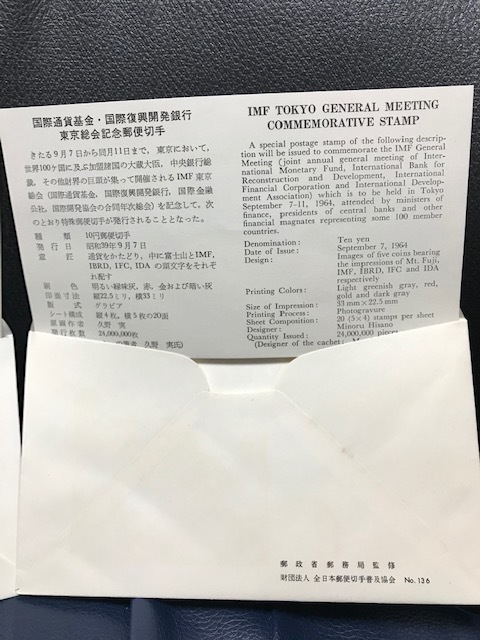 国際通貨基金・国際復興開発銀行
東京総会記念郵便切手
きたる9月7日から同月11日まで，東京において，
世界100ケ国に及ぶ加盟諸国の大蔵大臣，中央銀行総
裁，その他財界の巨頭が集って開催されるIMF東京
総会（国際通貨基金，国際復興開発銀行，国際金融
公社，国際開発協会の合同年次総会）を記念して，次
のとおり特殊郵便切手が発行されることとなった。
種類 10円郵便切手
発行日 昭和39年9月7日
意匠 通貨をかたどり，中に富士山とIMF，
IBRD，IFC，IDAの頭文字をそれぞ
れ配す
刷色 明るい緑味灰，赤，金および暗い灰
印面寸法 縦22.5ミリ，横33ミリ
版式 グラビア
シート構成 縦4枚，横5枚の20面
原画作者 久野 実
発行枚数 24,000,000枚
の筆者 久野 実氏）
IMF TOKYO GENERAL MEETING
COMMEMORATIVE STAMP
A special postage stamp of the following descrip-
tion will be issued to commemorate the IMF General
Meeting (joint annual general meeting of Inter-
national Monetary Fund, International Bank for
Reconstruction and Development, International
Financial Corporation and International Develop-
ment Association) which is to be held in Tokyo
September 7-11, 1964, attended by ministers of
finance, presidents of central banks and other
financial magnates representing some 100 member
countries.
Denomination: Ten yen
Date of Issue: September 7, 1964
Design: Images of five coins bearing
the impressions of Mt. Fuji,
IMF, IBRD, IFC and IDA
respectively
Printing Colors: Light greenish gray, red,
gold and dark gray
Size of Impression: 33 mm × 22.5 mm
Printing Process: Photogravure
Sheet Composition: 20 (5×4) stamps per sheet
Designer: Minoru Hisano
Quantity Issued: 24,000,000 pieces
(Designer of the cachet:
郵政省郵務局監修
財団法人 全日本郵便切手普及協会 No.136